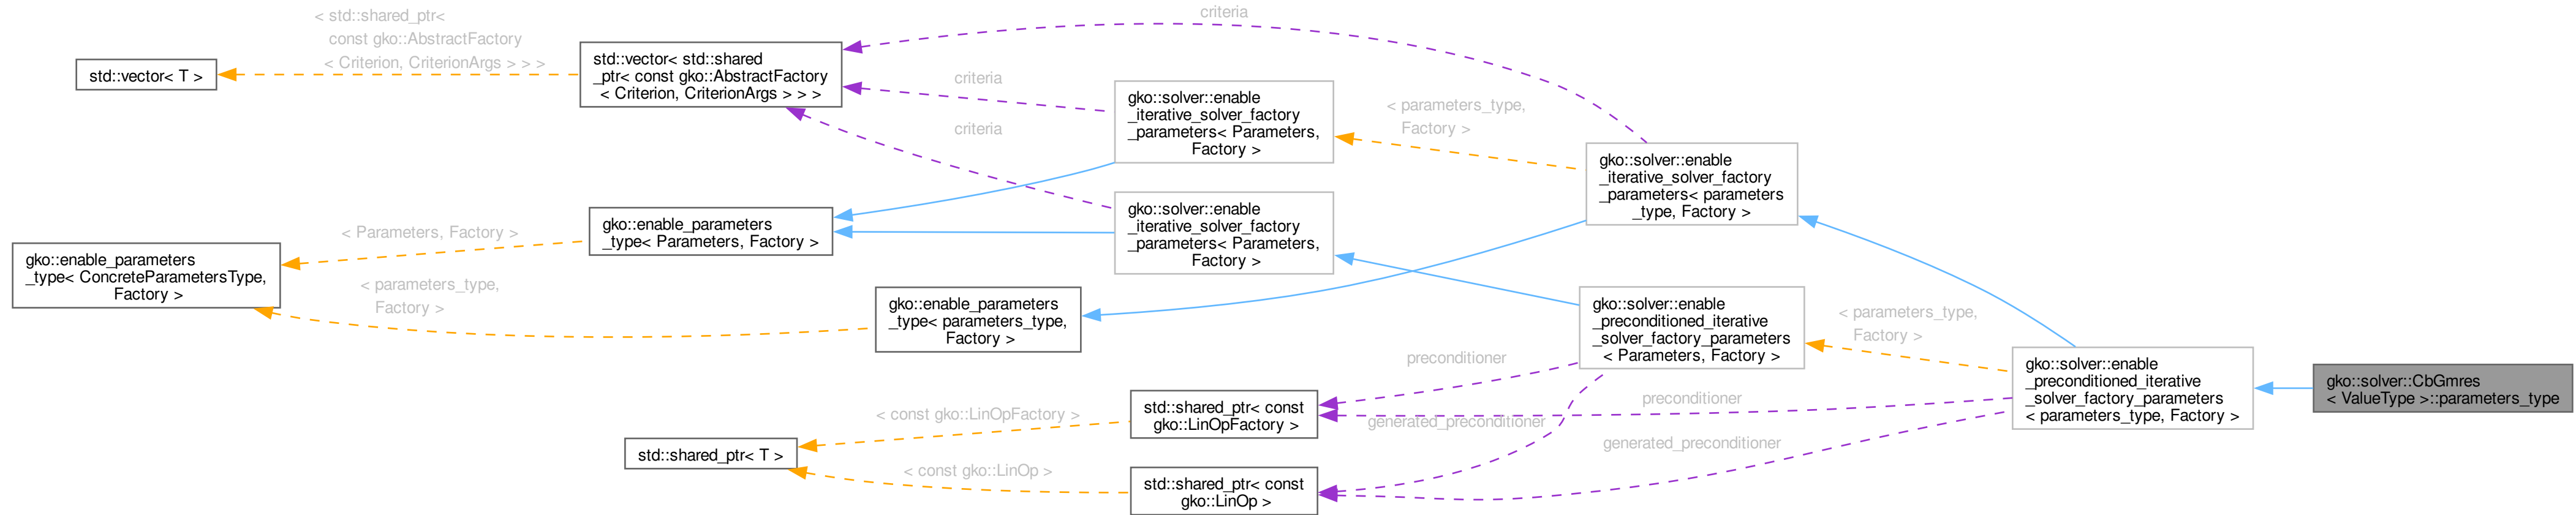 < std::shared_ptr<
const gko::AbstractFactory
< Criterion, CriterionArgs > > >
std::vector< T >
std::vector< std::shared
_ptr< const gko::AbstractFactory
< Criterion, CriterionArgs > > >
criteria
criteria
criteria
gko::solver::enable
_iterative_solver_factory
_parameters< Parameters,
Factory >
< parameters_type,
Factory >
gko::solver::enable
_iterative_solver_factory
_parameters< parameters
_type, Factory >
gko::solver::enable
_iterative_solver_factory
_parameters< Parameters,
Factory >
gko::enable_parameters
_type< Parameters, Factory >
< Parameters, Factory >
gko::enable_parameters
_type< ConcreteParametersType,
Factory >
< parameters_type,
Factory >
gko::enable_parameters
_type< parameters_type,
Factory >
gko::solver::enable
_preconditioned_iterative
_solver_factory_parameters
< Parameters, Factory >
< parameters_type,
Factory >
gko::solver::enable
_preconditioned_iterative
_solver_factory_parameters
< parameters_type, Factory >
gko::solver::CbGmres
< ValueType >::parameters_type
preconditioner
preconditioner
generated_preconditioner
generated_preconditioner
std::shared_ptr< const
gko::LinOpFactory >
< const gko::LinOpFactory >
std::shared_ptr< T >
< const gko::LinOp >
std::shared_ptr< const
gko::LinOp >